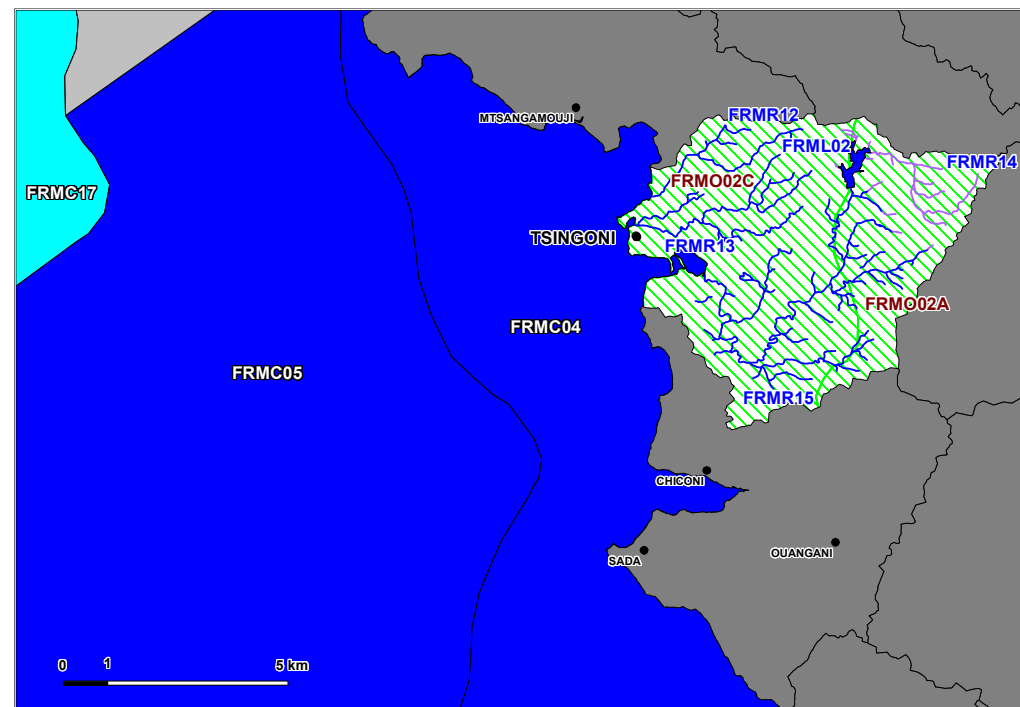 MTSANGAMOUJI
FRMR12
FRML02
FRMR14
FRMO02C
FRMC17
TSINGONI
FRMR13
FRMO02A
FRMC04
FRMC05
FRMR15
CHICONI
OUANGANI
SADA
0 1 5 km